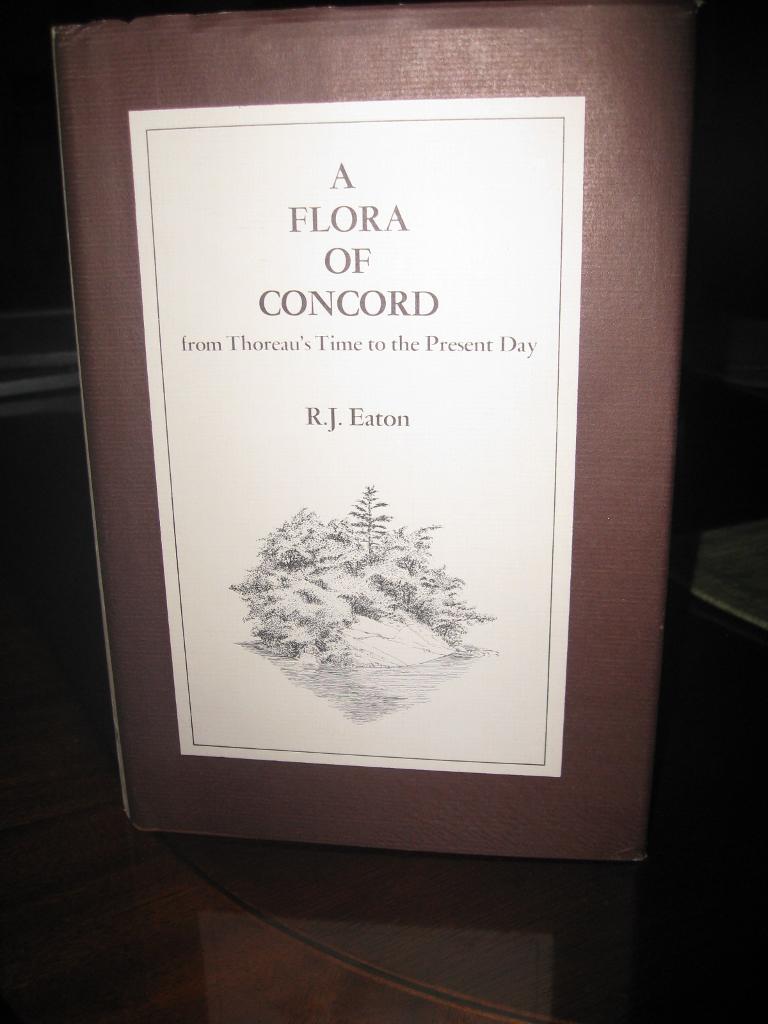 A
FLORA
OF
CONCORD
from Thoreau's Time to the Present Day
R.J. Eaton